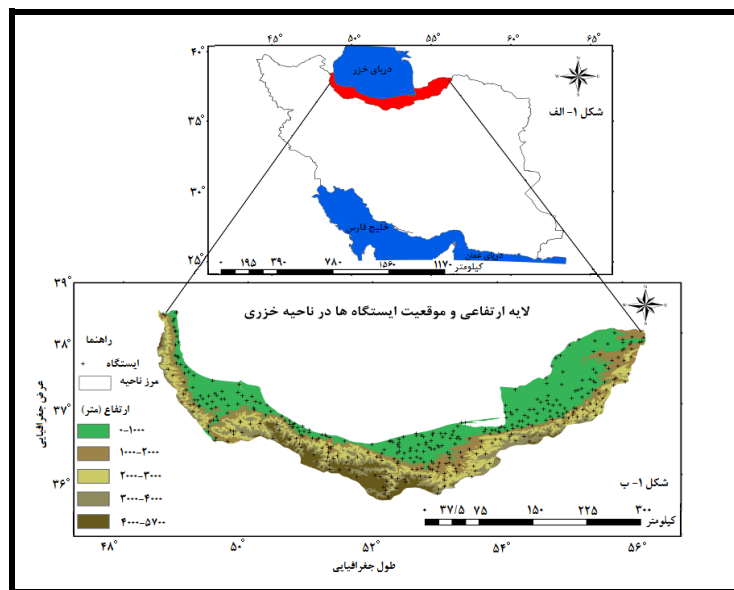 ۴۵° ۵۰° ۵۵° ۶۰° ۶۵°
۴۰°
۳۵°
۳۰°
۲۵°
دریای خزر
N
W E
S
شکل ۱- الف
خلیج فارس
دریای عمان
۰ ۱۹۵ ۳۹۰ ۷۸۰ ۱۵۶۰ ۱۱۷۰
کیلومتر
لایه ارتفاعی و موقعیت ایستگاه ها در ناحیه خزری
N
W E
S
۳۹°
۳۸°
۳۷°
۳۶°
عرض جغرافیایی
راهنما
ایستگاه
مرز ناحیه
ارتفاع (متر)
۰-۱۰۰۰
۱۰۰۰-۲۰۰۰
۲۰۰۰-۳۰۰۰
۳۰۰۰-۴۰۰۰
۴۰۰۰-۵۷۰۰
شکل ۱- ب
۰ ۳۷/۵ ۷۵ ۱۵۰ ۲۲۵ ۳۰۰
کیلومتر
۴۸° ۵۰° ۵۲° ۵۴° ۵۶°
طول جغرافیایی